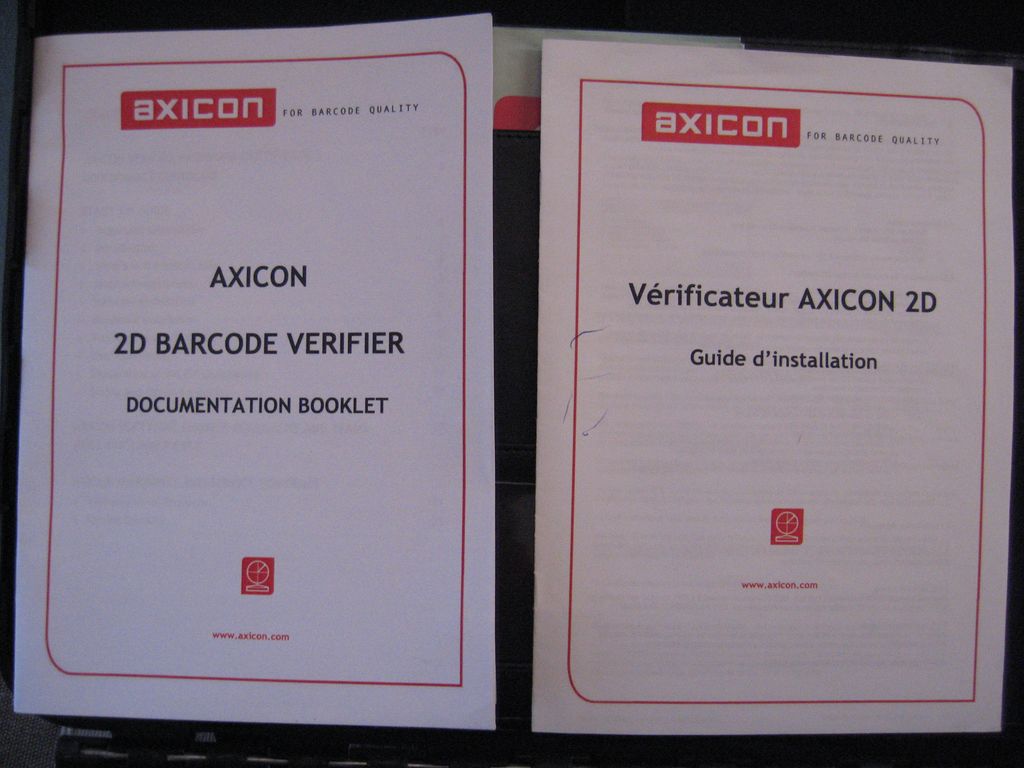 axicon FOR BARCODE QUALITY
AXICON
2D BARCODE VERIFIER
DOCUMENTATION BOOKLET
www.axicon.com
axicon FOR BARCODE QUALITY
Vérificateur AXICON 2D
Guide d'installation
www.axicon.com